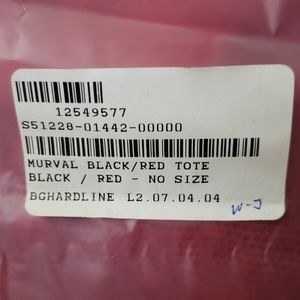 12549577
S51228-01442-00000
MURVAL BLACK/RED TOTE
BLACK / RED - NO SIZE
BGHARDLINE L2.07.04.04